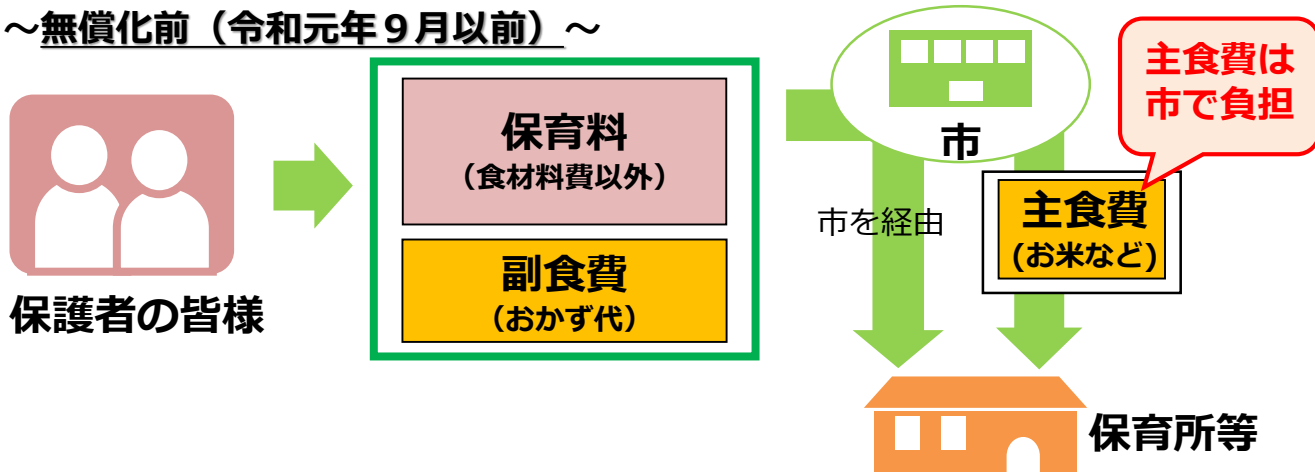 ～無償化前（令和元年９月以前）～
保育料
（食材料費以外）
副食費
（おかず代）
保護者の皆様
市
市を経由
主食費は
市で負担
主食費
(お米など)
保育所等